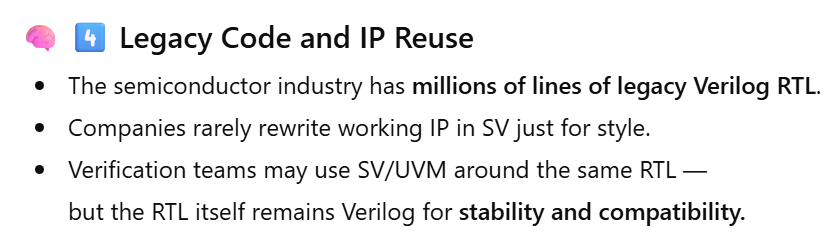 🧠 4️⃣ Legacy Code and IP Reuse
• The semiconductor industry has millions of lines of legacy Verilog RTL.
• Companies rarely rewrite working IP in SV just for style.
• Verification teams may use SV/UVM around the same RTL —
but the RTL itself remains Verilog for stability and compatibility.